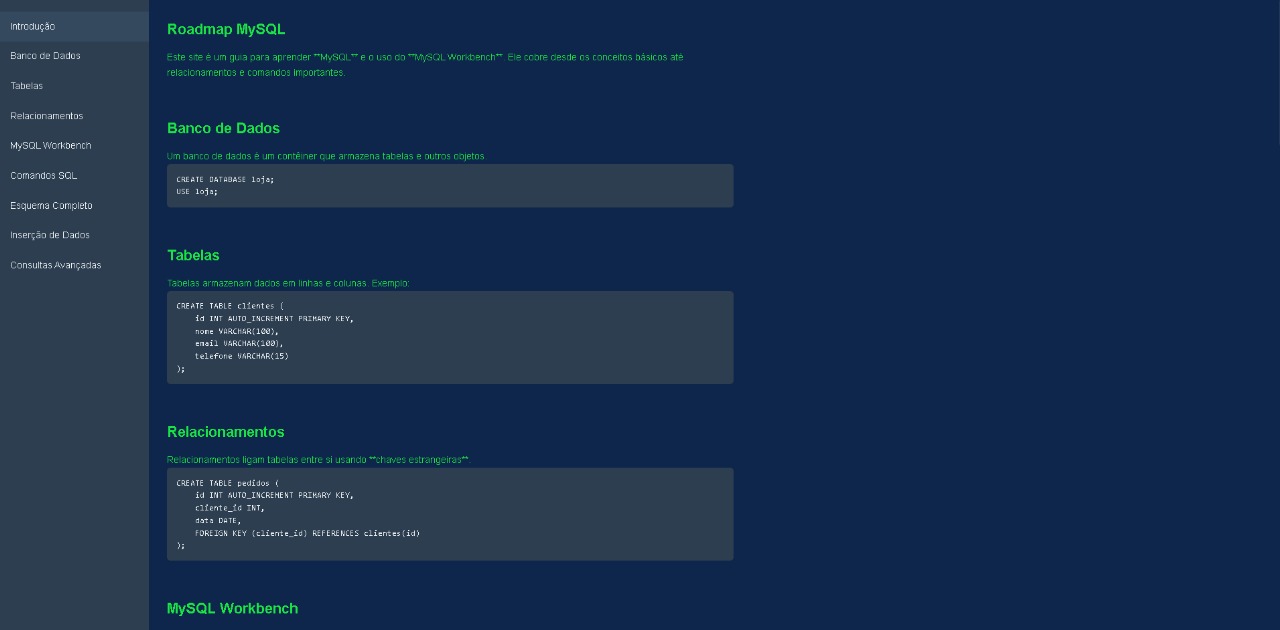 Introdução
Banco de Dados
Tabelas
Relacionamentos
MySQL Workbench
Comandos SQL
Esquema Completo
Inserção de Dados
Consultas Avançadas
Roadmap MySQL
Este site é um guia para aprender **MySQL** e o uso do **MySQL Workbench**. Ele cobre desde os conceitos básicos até
relacionamentos e comandos importantes.
Banco de Dados
Um banco de dados é um contêiner que armazena tabelas e outros objetos.
CREATE DATABASE loja;
USE loja;
Tabelas
Tabelas armazenam dados em linhas e colunas. Exemplo:
CREATE TABLE clientes (
    id INT AUTO_INCREMENT PRIMARY KEY,
    nome VARCHAR(100),
    email VARCHAR(100),
    telefone VARCHAR(15)
);
Relacionamentos
Relacionamentos ligam tabelas entre si usando **chaves estrangeiras**.
CREATE TABLE pedidos (
    id INT AUTO_INCREMENT PRIMARY KEY,
    cliente_id INT,
    data DATE,
    FOREIGN KEY (cliente_id) REFERENCES clientes(id)
);
MySQL Workbench